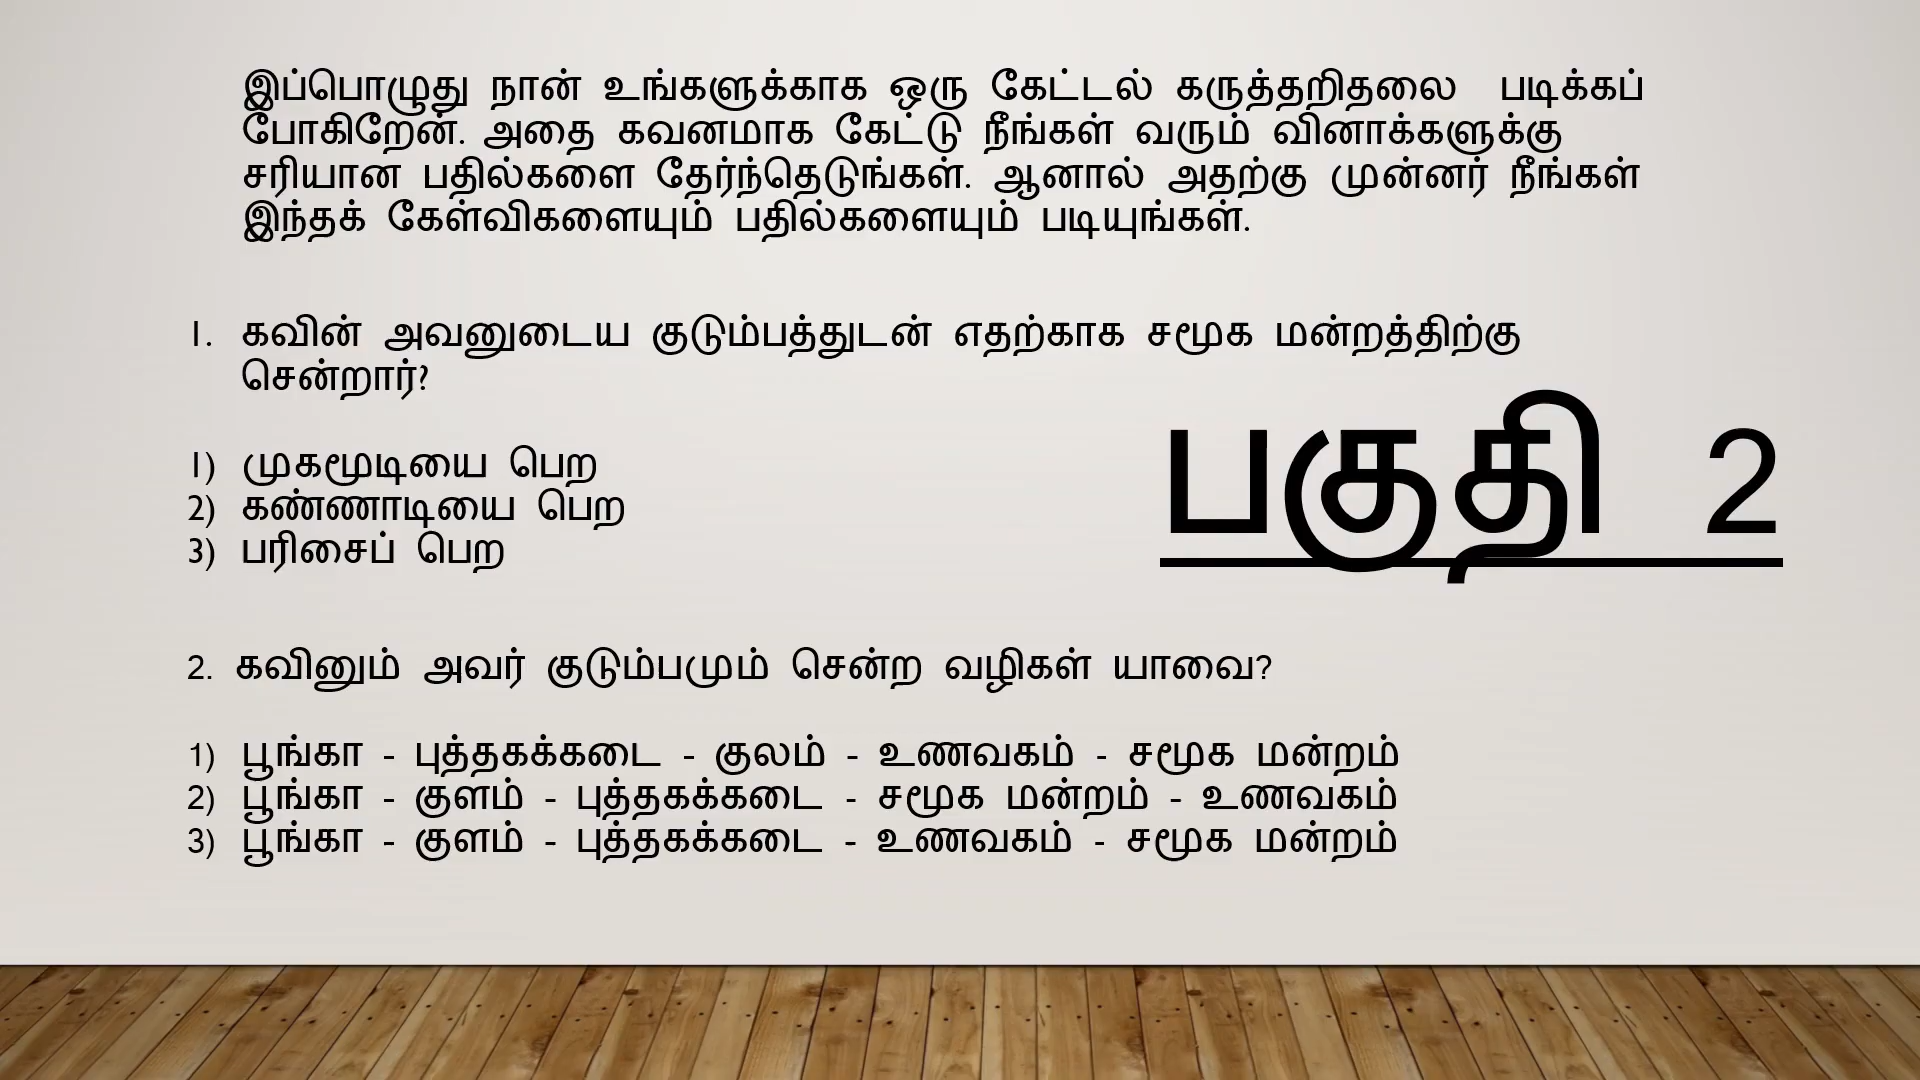 இப்பொழுது நான் உங்களுக்காக ஒரு கேட்டல் கருத்தறிதலை படிக்கப்
போகிறேன். அதை கவனமாக கேட்டு நீங்கள் வரும் வினாக்களுக்கு
சரியான பதில்களை தேர்ந்தெடுங்கள். ஆனால் அதற்கு முன்னர் நீங்கள்
இந்தக் கேள்விகளையும் பதில்களையும் படியுங்கள்.
1. கவின் அவனுடைய குடும்பத்துடன் எதற்காக சமூக மன்றத்திற்கு
சென்றார்?
1) முகமூடியை பெற
2) கண்ணாடியை பெற
3) பரிசைப் பெற
பகுதி 2
2. கவினும் அவர் குடும்பமும் சென்ற வழிகள் யாவை?
1) பூங்கா - புத்தகக்கடை - குலம் - உணவகம் - சமூக மன்றம்
2) பூங்கா - குளம் - புத்தகக்கடை - சமூக மன்றம் - உணவகம்
3) பூங்கா - குளம் - புத்தகக்கடை - உணவகம் - சமூக மன்றம்